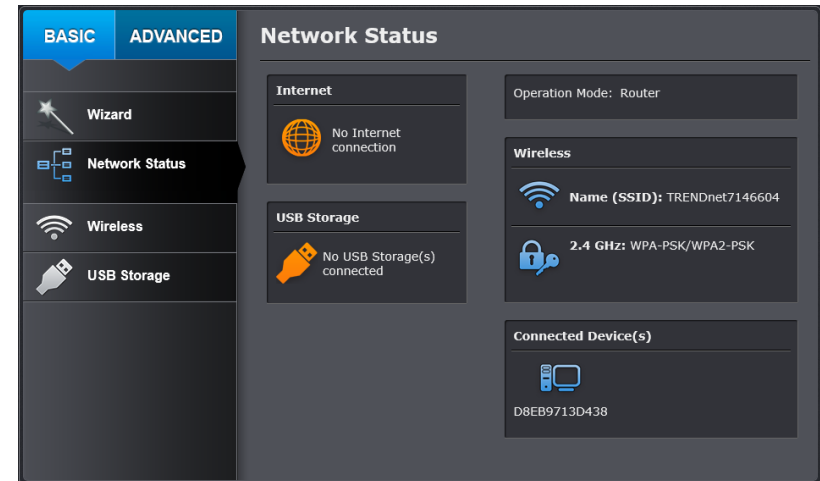 BASIC
ADVANCED
Network Status
Wizard
Network Status
Wireless
USB Storage
Internet
No Internet
connection
USB Storage
No USB Storage(s)
connected
Operation Mode: Router
Wireless
Name (SSID): TRENDnet7146604
2.4 GHz: WPA-PSK/WPA2-PSK
Connected Device(s)
D8EB9713D438